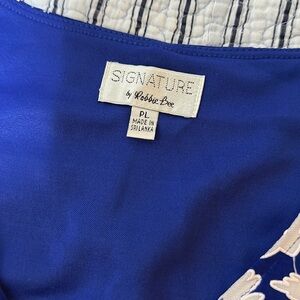 SIGNATURE
by Robbie Bee
PL
MADE IN
SRI LANKA